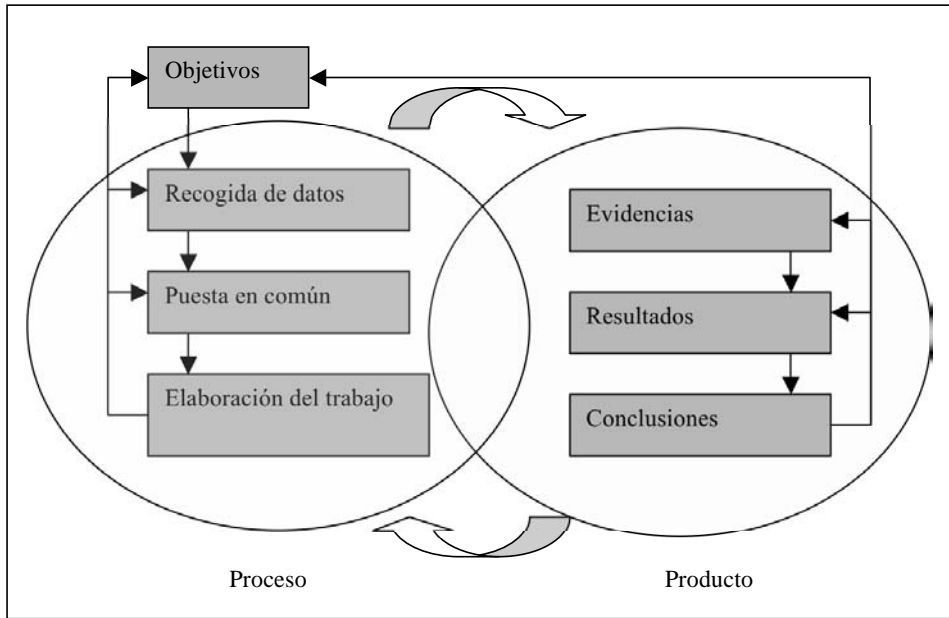 Objetivos
Recogida de datos
Puesta en común
Elaboración del trabajo
Evidencias
Resultados
Conclusiones
Proceso
Producto